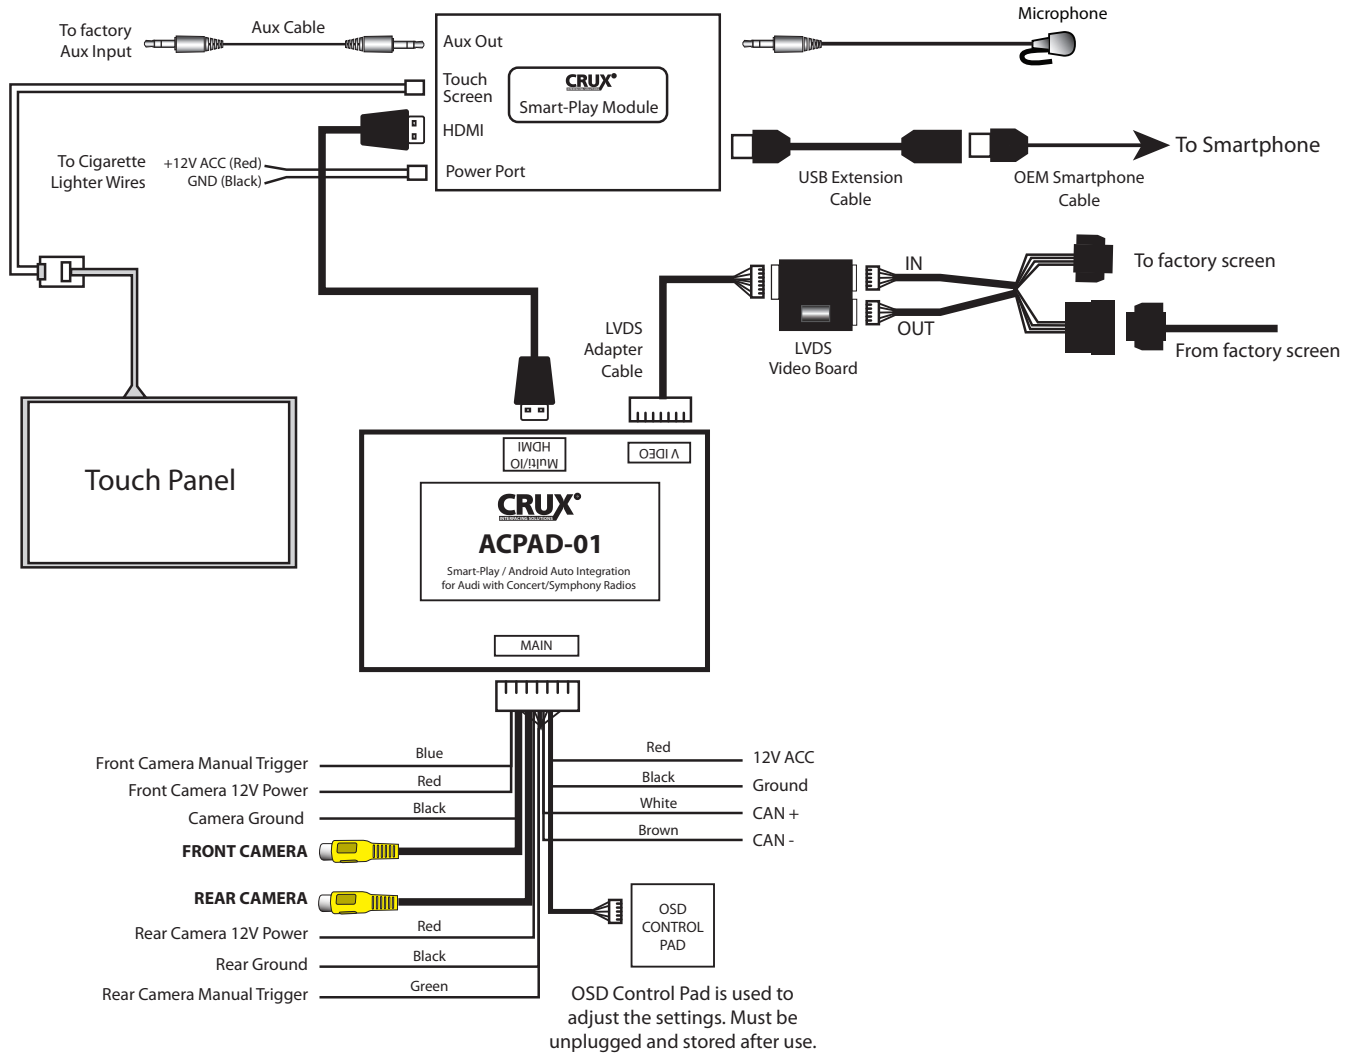 To factory
Aux Input
Aux Cable
Aux Out
Touch
Screen
HDMI
Power Port
CRUX
Smart-Play Module
Microphone
To Cigarette
Lighter Wires
+12V ACC (Red)
GND (Black)
USB Extension
Cable
OEM Smartphone
Cable
To Smartphone
IN
OUT
To factory screen
From factory screen
LVDS
Adapter
Cable
LVDS
Video Board
Touch Panel
Multi/IO
HDMI
V IDEO
CRUX
INTERFACING SOLUTIONS
ACPAD-01
Smart-Play / Android Auto Integration
for Audi with Concert/Symphony Radios
MAIN
Front Camera Manual Trigger
Blue
Front Camera 12V Power
Red
Camera Ground
Black
FRONT CAMERA
REAR CAMERA
Rear Camera 12V Power
Red
Rear Ground
Black
Rear Camera Manual Trigger
Green
Red
12V ACC
Black
Ground
White
CAN +
Brown
CAN -
OSD
CONTROL
PAD
OSD Control Pad is used to
adjust the settings. Must be
unplugged and stored after use.